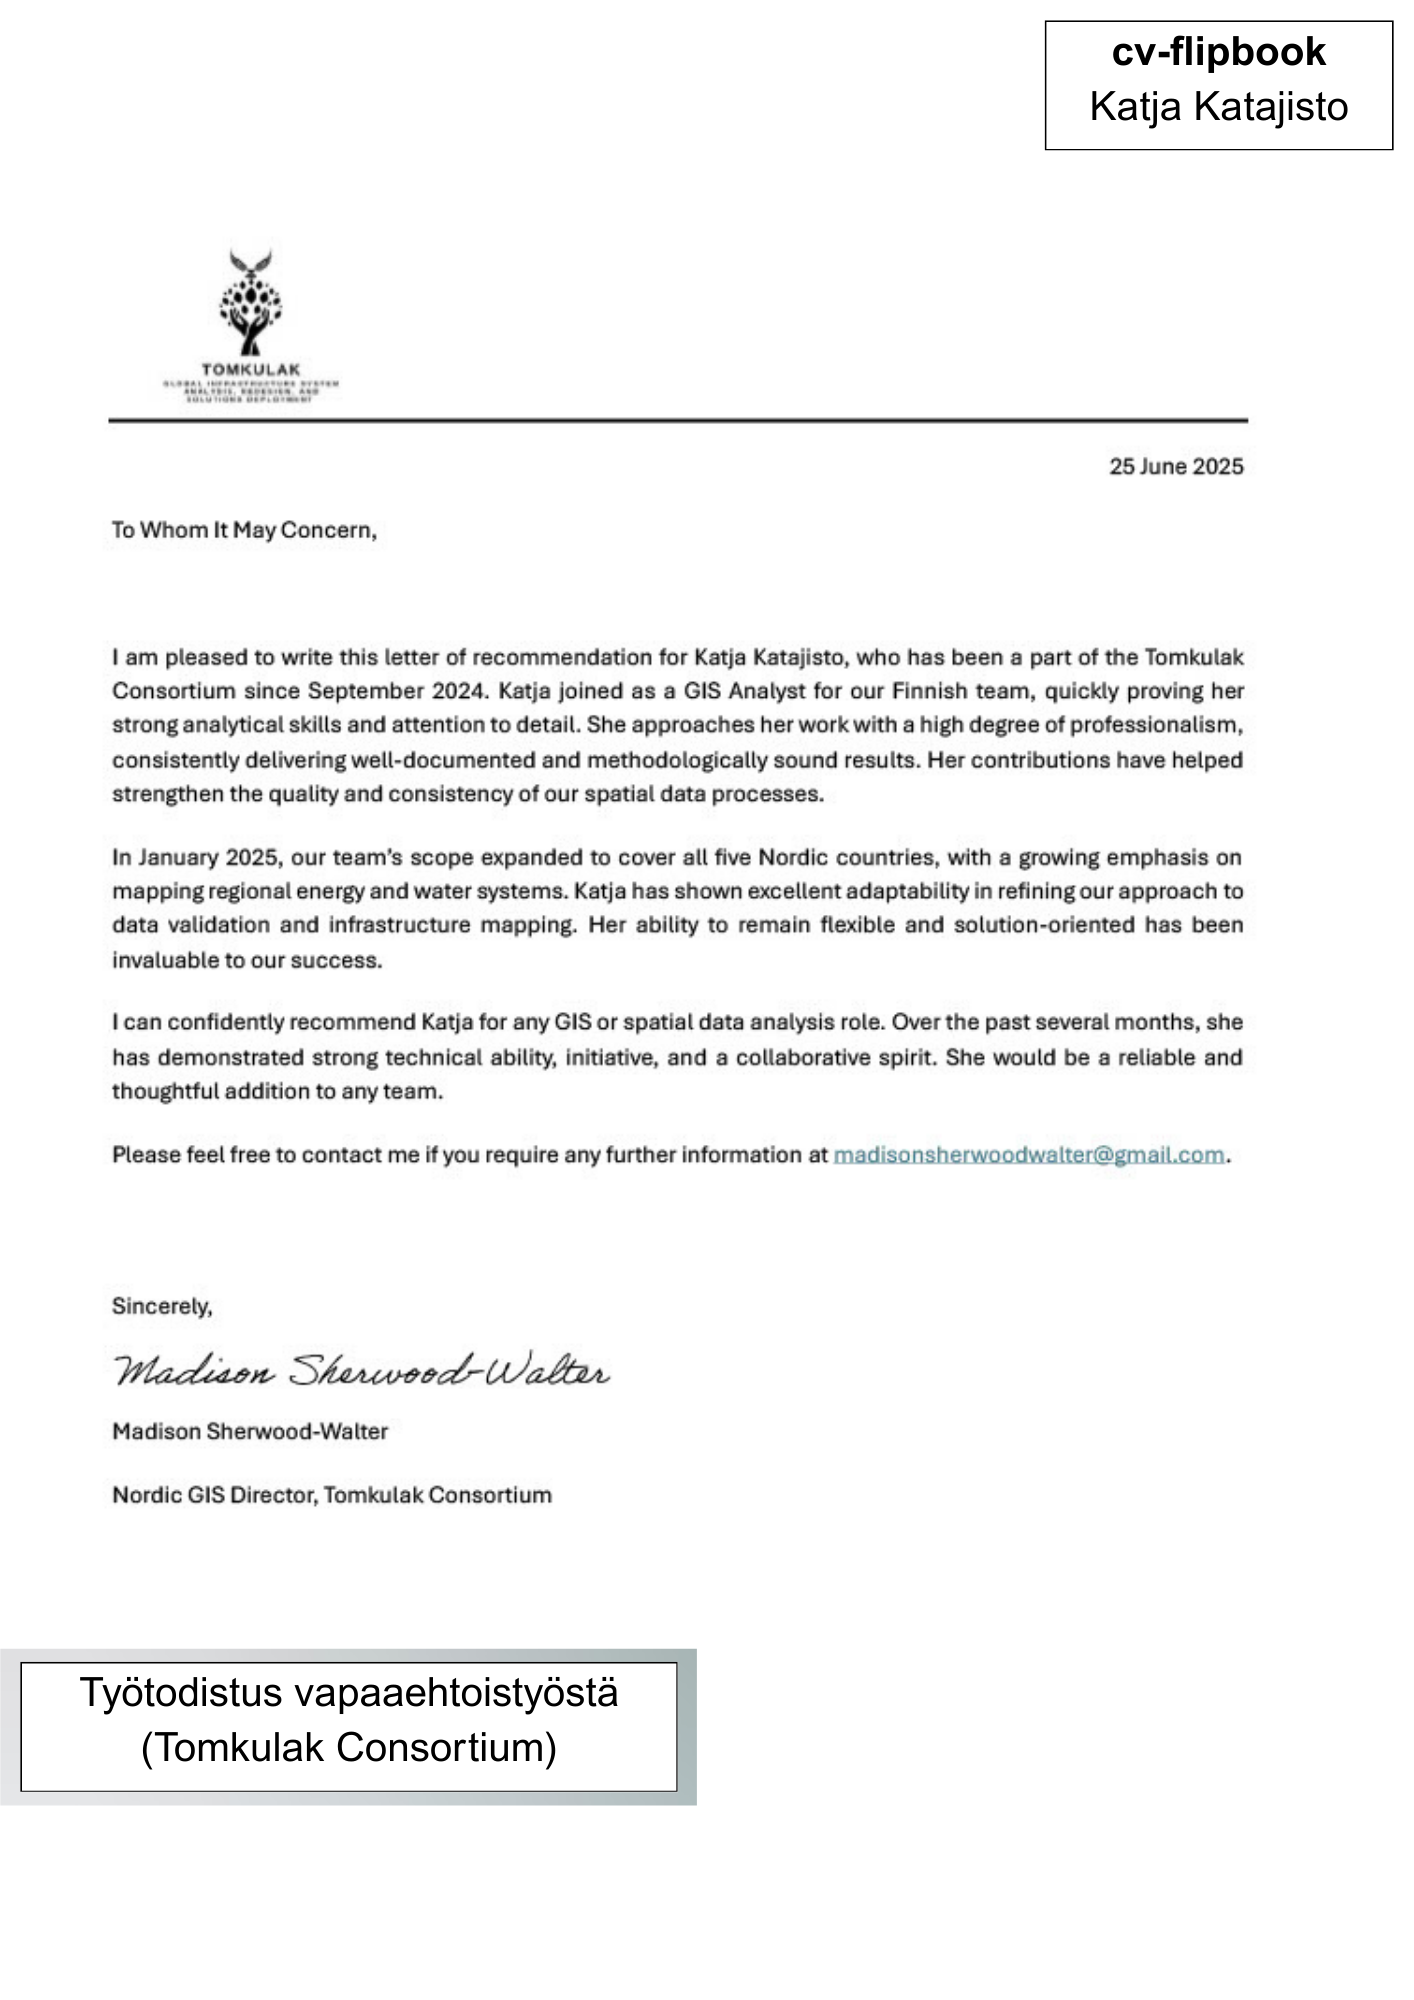 cv-flipbook
Katja Katajisto
TOMKULAK
GLOBAL INFRASTRUCTURE SYSTEM
ANALYSIS, REDESIGN, AND
SOLUTIONS DEPLOYMENT
25 June 2025
To Whom It May Concern,
I am pleased to write this letter of recommendation for Katja Katajisto, who has been a part of the Tomkulak
Consortium since September 2024. Katja joined as a GIS Analyst for our Finnish team, quickly proving her
strong analytical skills and attention to detail. She approaches her work with a high degree of professionalism,
consistently delivering well-documented and methodologically sound results. Her contributions have helped
strengthen the quality and consistency of our spatial data processes.
In January 2025, our team’s scope expanded to cover all five Nordic countries, with a growing emphasis on
mapping regional energy and water systems. Katja has shown excellent adaptability in refining our approach to
data validation and infrastructure mapping. Her ability to remain flexible and solution-oriented has been
invaluable to our success.
I can confidently recommend Katja for any GIS or spatial data analysis role. Over the past several months, she
has demonstrated strong technical ability, initiative, and a collaborative spirit. She would be a reliable and
thoughtful addition to any team.
Please feel free to contact me if you require any further information at madisonsherwoodwalter@gmail.com.
Sincerely,
Madison Sherwood-Walter
Madison Sherwood-Walter
Nordic GIS Director, Tomkulak Consortium
Työtodistus vapaaehtoistyöstä
(Tomkulak Consortium)